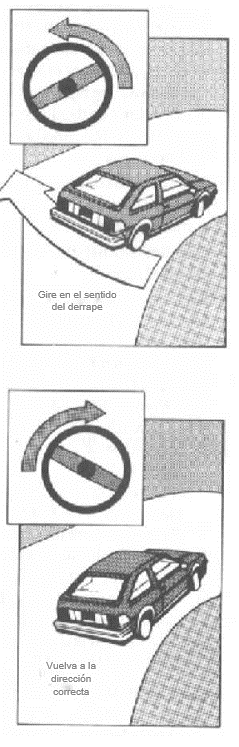 Gire en el sentido
del derrape
Vuelva a la
dirección
correcta